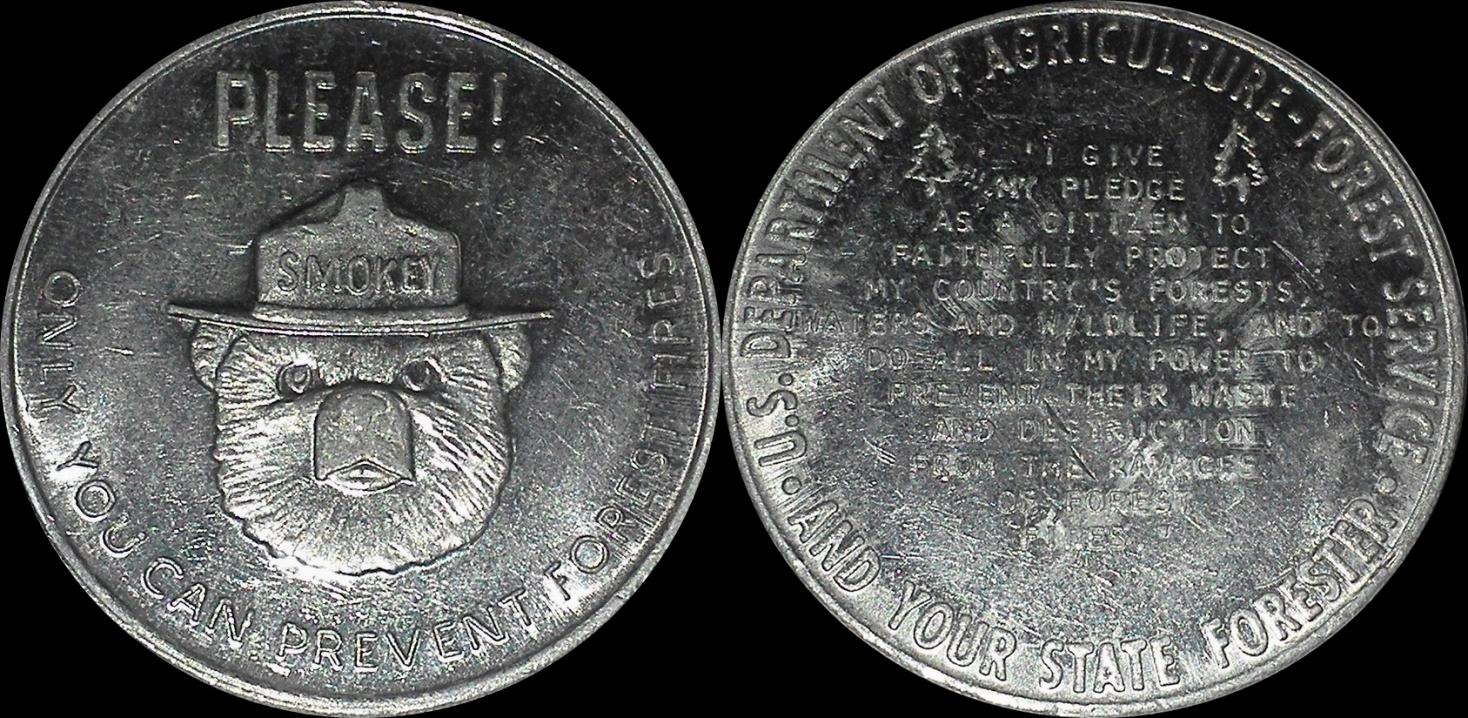 PLEASE!
SMOKEY
ONLY YOU CAN PREVENT FOREST FIRES
U.S. DEPARTMENT OF AGRICULTURE - FOREST SERVICE
"I GIVE
MY PLEDGE
AS A CITIZEN TO
FAITHFULLY PROTECT
MY COUNTRY'S FORESTS,
WATERS AND WILDLIFE, AND TO
DO ALL IN MY POWER TO
PREVENT THEIR WASTE
AND DESTRUCTION
FROM THE RAVAGES
OF FOREST
FIRES."
• AND YOUR STATE FORESTER •